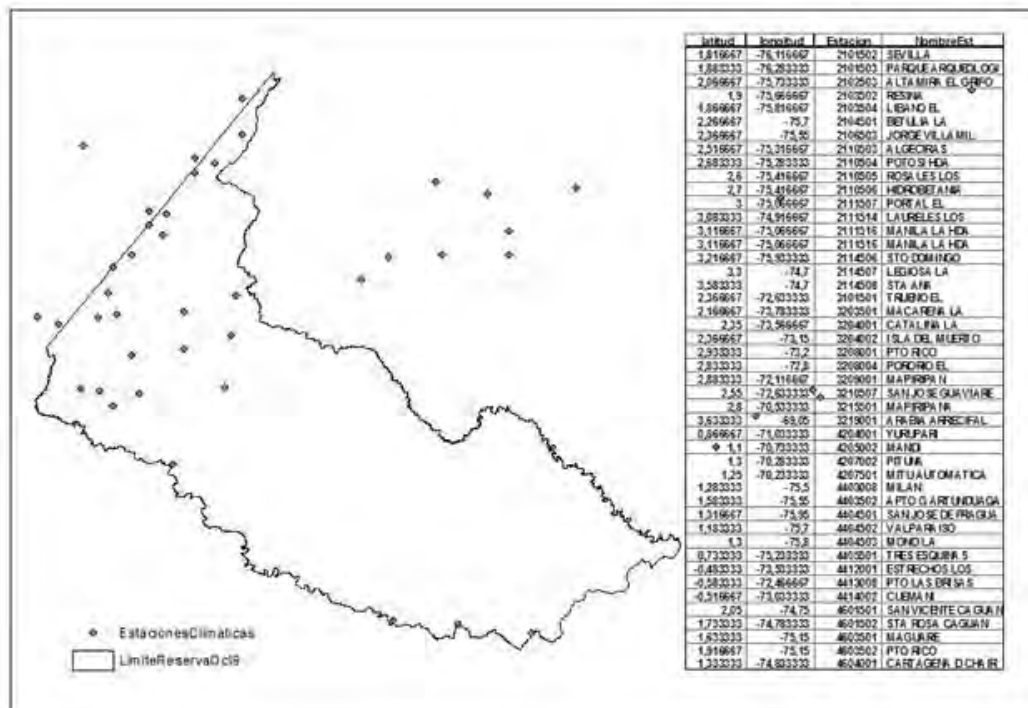 latitud longitud Estacion NombreEst
1,816667 -76,116667 2101502 SEVILLA
1,883333 -76,283333 2101503 PARQUE ARQUEOLOGI
2,066667 -75,733333 2102503 ALTAMIRA EL GRIFO
1,9 -75,666667 2103502 RESINA
1,866667 -75,816667 2103504 LIBANO EL
2,266667 -75,7 2104501 BETULIA LA
2,366667 -75,55 2106503 JORGE VILLAMIL
2,516667 -75,316667 2110503 ALGECIRAS
2,683333 -75,283333 2110504 POTOSI HDA
2,6 -75,416667 2110505 ROSALES LOS
2,7 -75,416667 2110506 HIDROBETANIA
3 -75,066667 2111507 PORTAL EL
3,083333 -74,916667 2111514 LAURELES LOS
3,116667 -75,066667 2111516 MANILA LA HDA
3,116667 -75,066667 2111516 MANILA LA HDA
3,216667 -75,933333 2114506 STO DOMINGO
3,3 -74,7 2114507 LEGIOSA LA
3,583333 -74,7 2114508 STA ANA
2,366667 -72,633333 3101501 TRUENO EL
2,166667 -73,783333 3203501 MACARENA LA
2,35 -73,566667 3204001 CATALINA LA
2,366667 -73,15 3204002 ISLA DEL MUERTO
2,933333 -73,2 3208001 PTO RICO
2,833333 -72,8 3208004 PORORIO EL
2,883333 -72,116667 3209001 MAPIRIPAN
2,55 -72,633333 3210507 SAN JOSE GUAVIARE
2,8 -70,533333 3215501 MAPIRIPANA
3,633333 -69,05 3219001 ARABIA ARRECIFAL
0,866667 -71,033333 4204001 YURUPARI
1,1 -70,733333 4205002 MANDI
1,3 -70,283333 4207002 PITUNA
1,25 -70,233333 4207501 MITU AUTOMATICA
1,283333 -75,5 4403008 MILAN
1,583333 -75,55 4403502 APTO G ARTUNDUAGA
1,316667 -75,95 4404501 SAN JOSE DE FRAGUA
1,183333 -75,7 4404502 VALPARAISO
1,3 -75,8 4404503 MONO LA
0,733333 -75,233333 4405501 TRES ESQUINAS
-0,483333 -73,533333 4412001 ESTRECHOS LOS
-0,583333 -72,466667 4413008 PTO LAS BRISAS
-0,516667 -73,033333 4414002 CUEMANI
2,05 -74,75 4601501 SAN VICENTE CAGUAN
1,733333 -74,783333 4601502 STA ROSA CAGUAN
1,633333 -75,15 4603501 MAGUARE
1,916667 -75,15 4603502 PTO RICO
1,333333 -74,833333 4604001 CARTAGENA D CHAIR
EstacionesClimaticas
LimiteReservaDcl9